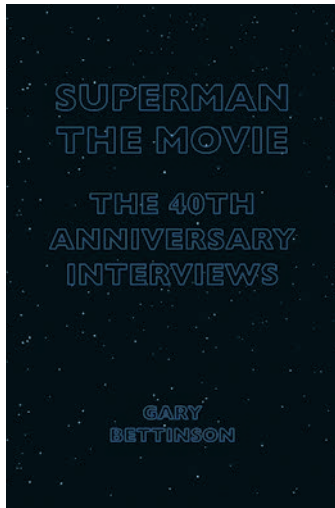 SUPERMAN
THE MOVIE
THE 40TH
ANNIVERSARY
INTERVIEWS
GARY
BETTINSON